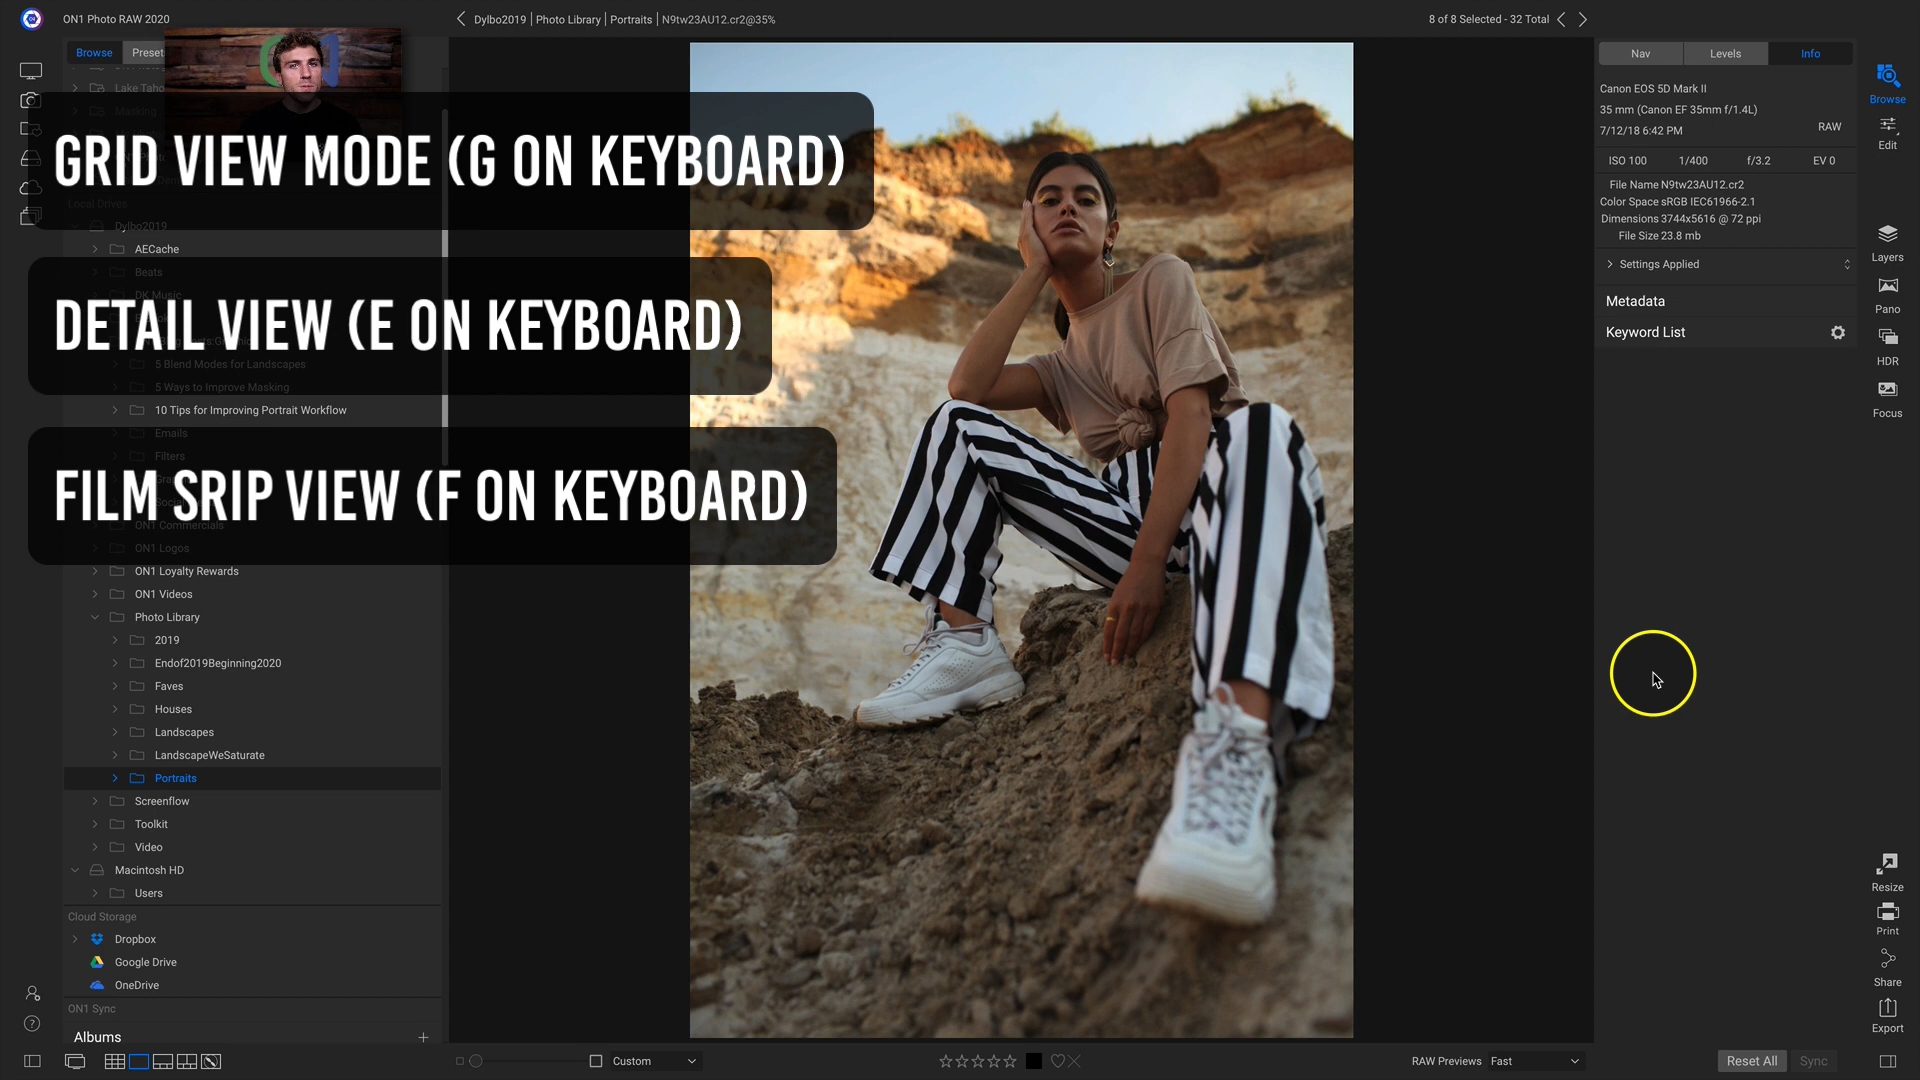 ON1 Photo RAW 2020
Dylbo2019 | Photo Library | Portraits | N9tw23AU12.cr2@35%
8 of 8 Selected - 32 Total
Browse
Preset
Lake Taho
Masking
GRID VIEW MODE (G ON KEYBOARD)
Local Drives
Dylbo2019
AECache
Beats
DK Music
DETAIL VIEW (E ON KEYBOARD)
5 Blend Modes for Landscapes
5 Ways to Improve Masking
10 Tips for Improving Portrait Workflow
Emails
Filters
FILM SRIP VIEW (F ON KEYBOARD)
ON1 Commercials
ON1 Logos
ON1 Loyalty Rewards
ON1 Videos
Photo Library
2019
Endof2019Beginning2020
Faves
Houses
Landscapes
LandscapeWeSaturate
Portraits
Screenflow
Toolkit
Video
Macintosh HD
Users
Cloud Storage
Dropbox
Google Drive
OneDrive
ON1 Sync
Albums
Custom
RAW Previews Fast
Reset All
Sync
Nav
Levels
Info
Canon EOS 5D Mark II
35 mm (Canon EF 35mm f/1.4L)
7/12/18 6:42 PM
RAW
ISO 100 1/400 f/3.2 EV 0
File Name N9tw23AU12.cr2
Color Space sRGB IEC61966-2.1
Dimensions 3744x5616 @ 72 ppi
File Size 23.8 mb
Settings Applied
Metadata
Keyword List
Browse
Edit
Layers
Pano
HDR
Focus
Resize
Print
Share
Export